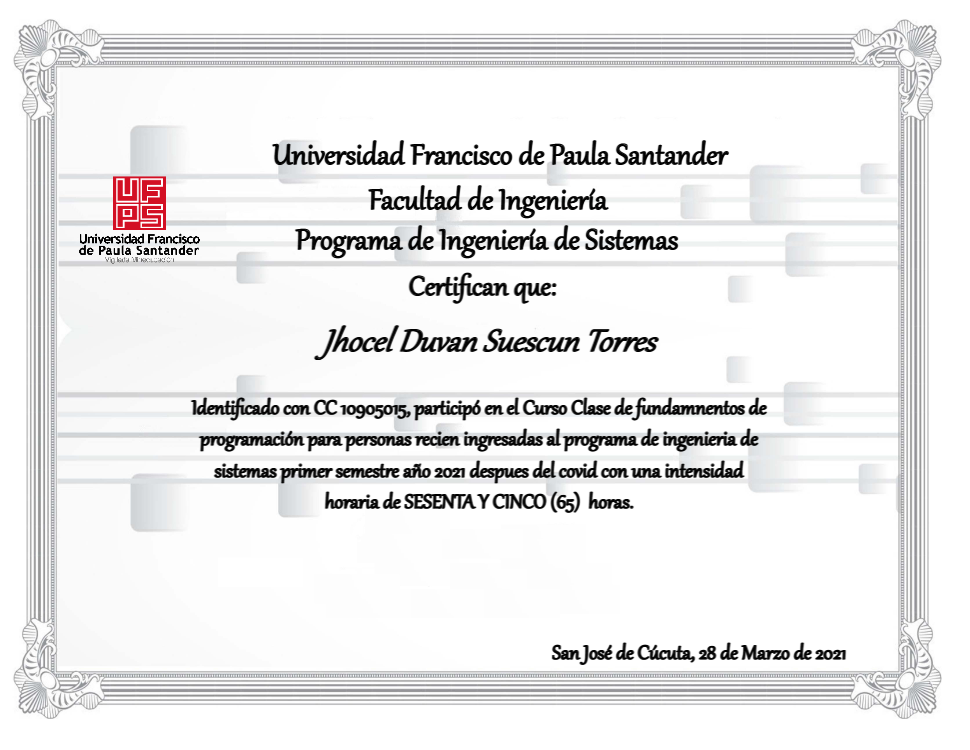 Universidad Francisco de Paula Santander
Facultad de Ingeniería
Programa de Ingeniería de Sistemas
Certifican que:
UFPS
Universidad Francisco
de Paula Santander
Vigilada Mineducación
Jhocel Duvan Suescun Torres
Identificado con CC 10905015, participó en el Curso Clase de fundamnentos de
programación para personas recien ingresadas al programa de ingenieria de
sistemas primer semestre año 2021 despues del covid con una intensidad
horaria de SESENTA Y CINCO (65) horas.
San José de Cúcuta, 28 de Marzo de 2021